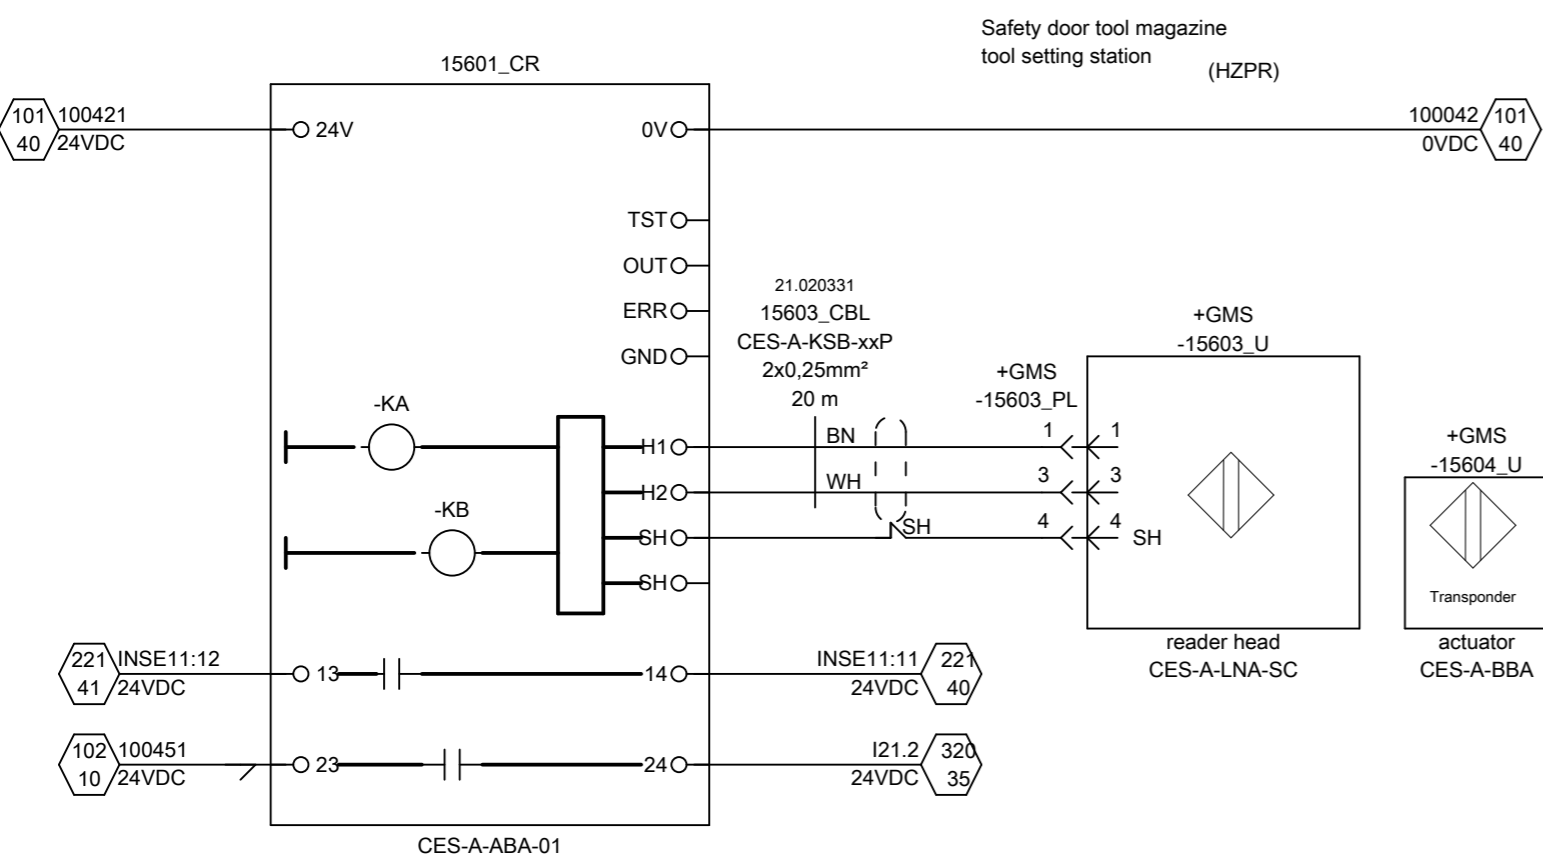 Safety door tool magazine
tool setting station
(HZPR)
15601_CR
101
40
100421
24VDC
24V
0V
100042
0VDC
101
40
TST
OUT
ERR
GND
21.020331
15603_CBL
CES-A-KSB-xxP
2x0,25mm²
20 m
+GMS
-15603_PL
+GMS
-15603_U
+GMS
-15604_U
-KA
H1
BN
1
1
-KB
H2
WH
3
3
SH
SH
4
4
SH
SH
Transponder
reader head
CES-A-LNA-SC
actuator
CES-A-BBA
221
41
INSE11:12
24VDC
13
14
INSE11:11
24VDC
221
40
102
10
100451
24VDC
23
24
I21.2
24VDC
320
35
CES-A-ABA-01